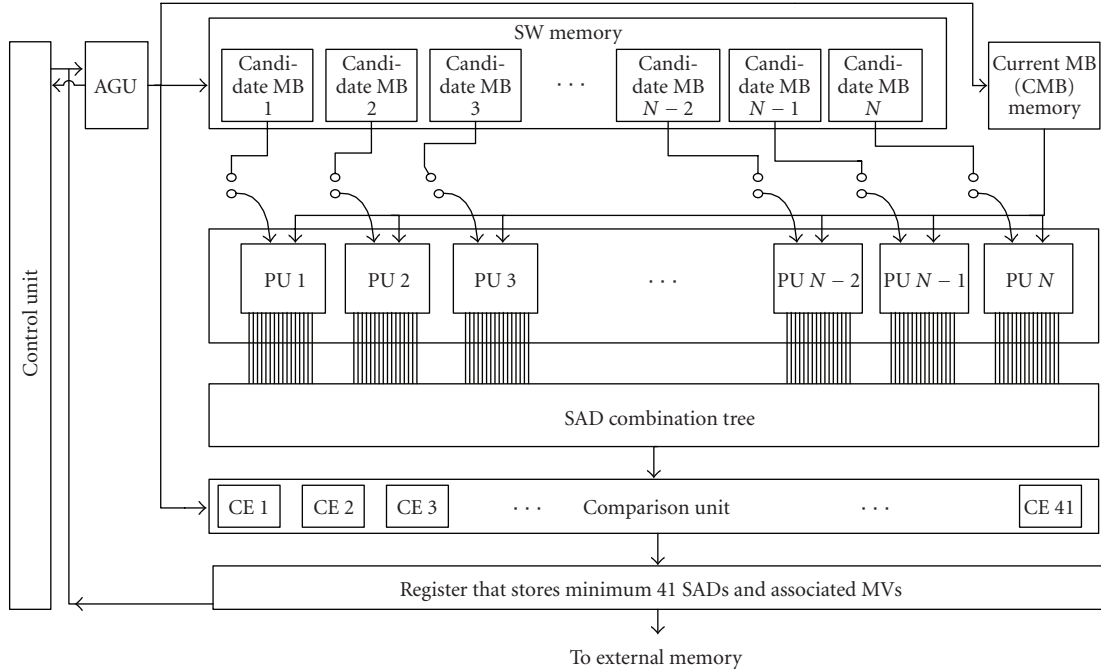 SW memory
Control unit
AGU
Candi-
date MB
1
Candi-
date MB
2
Candi-
date MB
3
· · ·
Candi-
date MB
N − 2
Candi-
date MB
N − 1
Candi-
date MB
N
Current MB
(CMB)
memory
PU 1
PU 2
PU 3
· · ·
PU N − 2
PU N − 1
PU N
SAD combination tree
CE 1
CE 2
CE 3
· · ·
Comparison unit
· · ·
CE 41
Register that stores minimum 41 SADs and associated MVs
To external memory